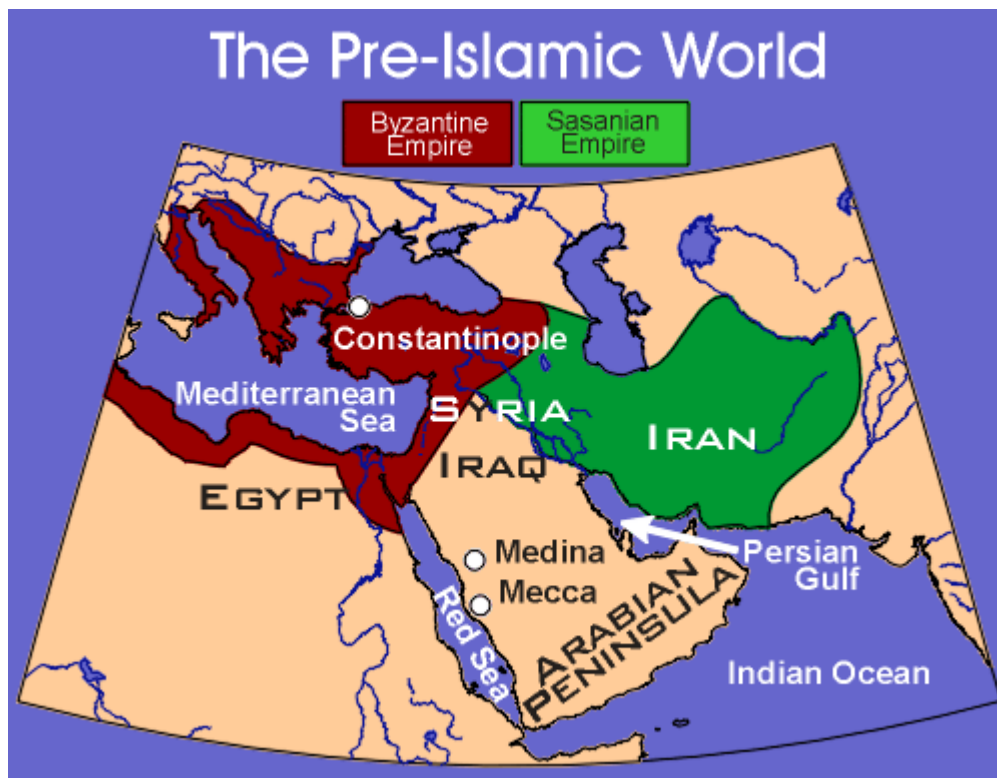 The Pre-Islamic World
Byzantine
Empire
Sasanian
Empire
Constantinople
Mediterranean
Sea
SYRIA
IRAN
IRAQ
EGYPT
Medina
Mecca
Persian
Gulf
Red Sea
ARABIAN
PENINSULA
Indian Ocean